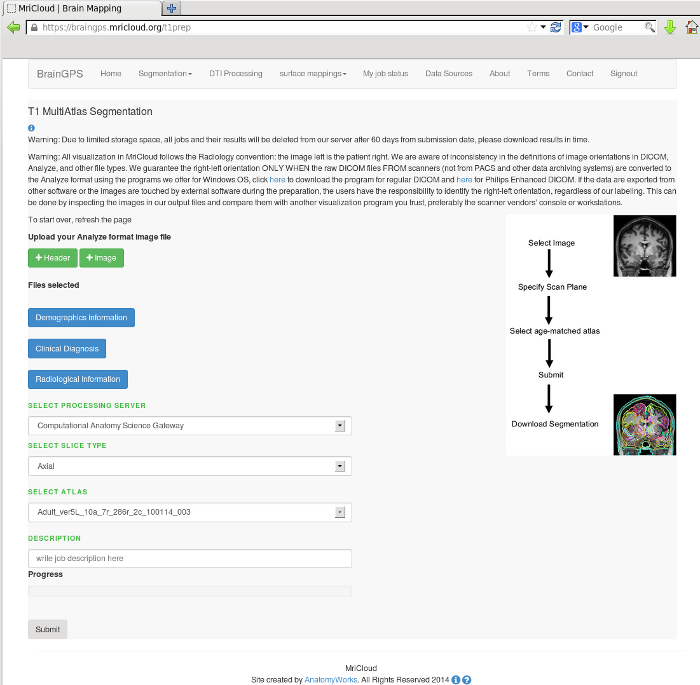 MriCloud | Brain Mapping
https://braingps.mricloud.org/t1prep
Google
BrainGPS Home Segmentation DTI Processing surface mappings My job status Data Sources About Terms Contact Signout
T1 MultiAtlas Segmentation
Warning: Due to limited storage space, all jobs and their results will be deleted from our server after 60 days from submission date, please download results in time.
Warning: All visualization in MriCloud follows the Radiology convention: the image left is the patient right. We are aware of inconsistency in the definitions of image orientations in DICOM,
Analyze, and other file types. We guarantee the right-left orientation ONLY WHEN the raw DICOM files FROM scanners (not from PACS and other data archiving systems) are converted to
the Analyze format using the programs we offer for Windows OS, click here to download the program for regular DICOM and here for Philips Enhanced DICOM. If the data are exported from
other software or the images are touched by external software during the preparation, the users have the responsibility to identify the right-left orientation, regardless of our labeling. This can
be done by inspecting the images in our output files and compare them with another visualization program you trust, preferably the scanner vendors' console or workstations.
To start over, refresh the page
Upload your Analyze format image file
+ Header + Image
Files selected
Demographics Information
Clinical Diagnosis
Radiological Information
SELECT PROCESSING SERVER
Computational Anatomy Science Gateway
SELECT SLICE TYPE
Axial
SELECT ATLAS
Adult_ver5L_10a_7r_286r_2c_100114_003
DESCRIPTION
write job description here
Progress
Submit
Select Image
Specify Scan Plane
Select age-matched atlas
Submit
Download Segmentation
MriCloud
Site created by AnatomyWorks. All Rights Reserved 2014